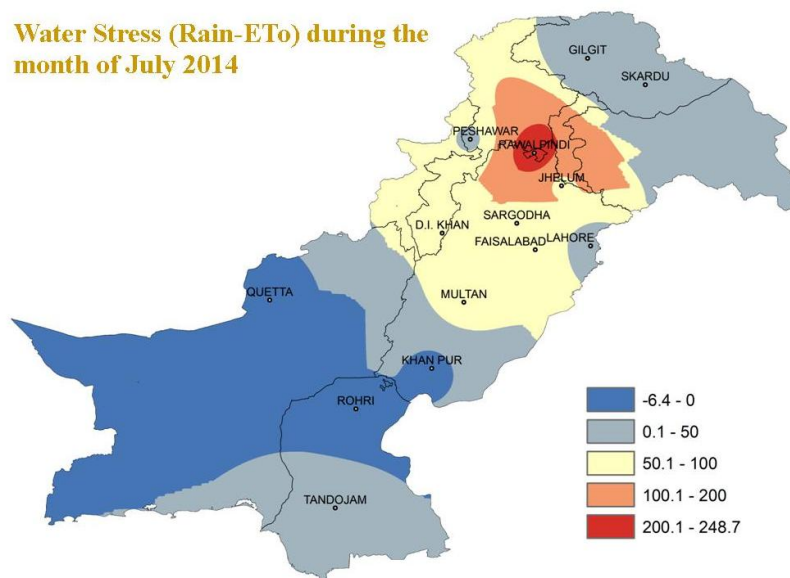 Water Stress (Rain-ETo) during the
month of July 2014
GILGIT
SKARDU
PESHAWAR
RAWALPINDI
JHELUM
SARGODHA
D.I. KHAN
FAISALABAD
LAHORE
QUETTA
MULTAN
KHAN PUR
ROHRI
TANDOJAM
-6.4 - 0
0.1 - 50
50.1 - 100
100.1 - 200
200.1 - 248.7